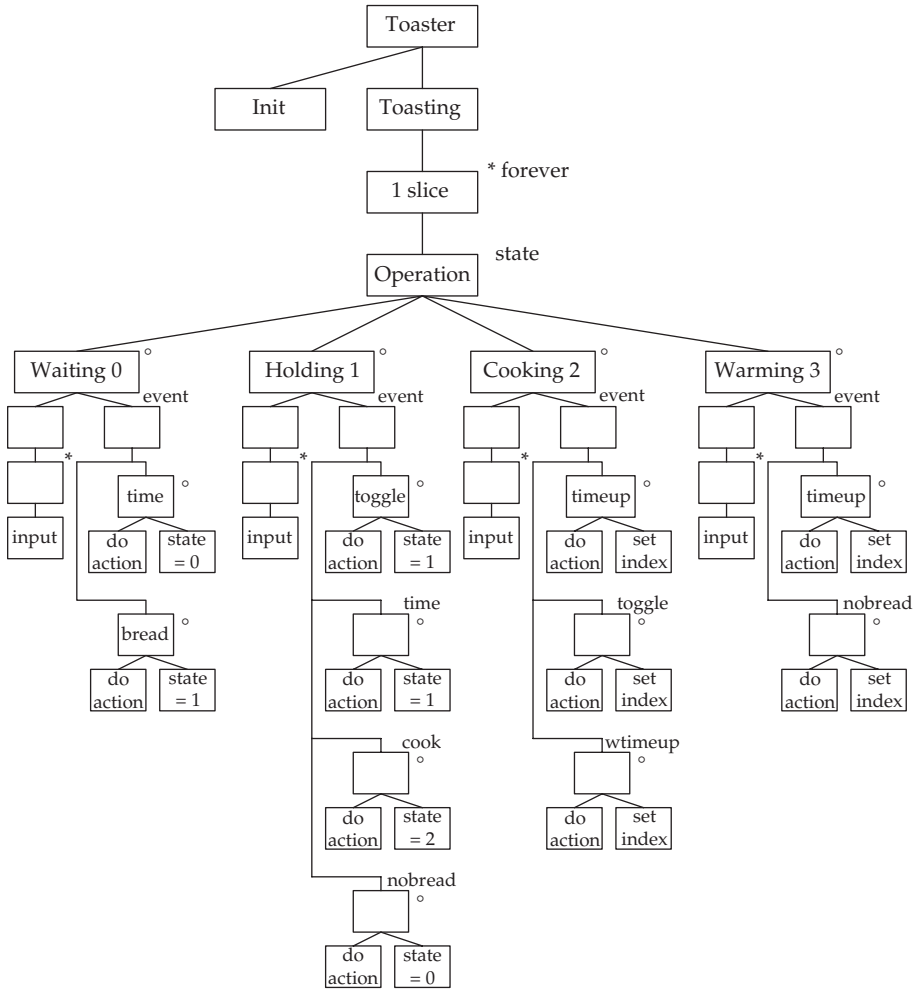 Toaster
Init
Toasting
* forever
1 slice
state
Operation
Waiting 0
event
*
input
time
do
action
state
= 0
bread
do
action
state
= 1
Holding 1
event
*
input
toggle
do
action
state
= 1
time
do
action
state
= 1
cook
do
action
state
= 2
nobread
do
action
state
= 0
Cooking 2
event
*
input
timeup
do
action
set
index
toggle
do
action
set
index
wtimeup
do
action
set
index
Warming 3
event
*
input
timeup
do
action
set
index
nobread
do
action
set
index